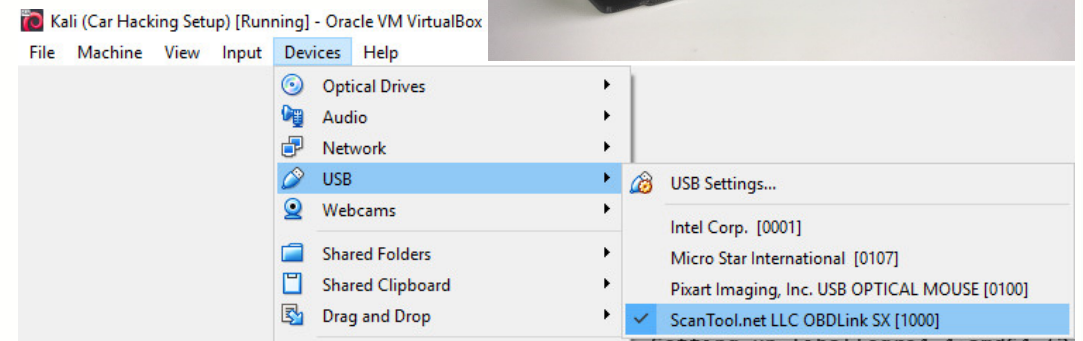 Kali (Car Hacking Setup) [Running] - Oracle VM VirtualBox
File Machine View Input Devices Help
Optical Drives
Audio
Network
USB
Webcams
Shared Folders
Shared Clipboard
Drag and Drop
USB Settings...
Intel Corp. [0001]
Micro Star International [0107]
Pixart Imaging, Inc. USB OPTICAL MOUSE [0100]
ScanTool.net LLC OBDLink SX [1000]